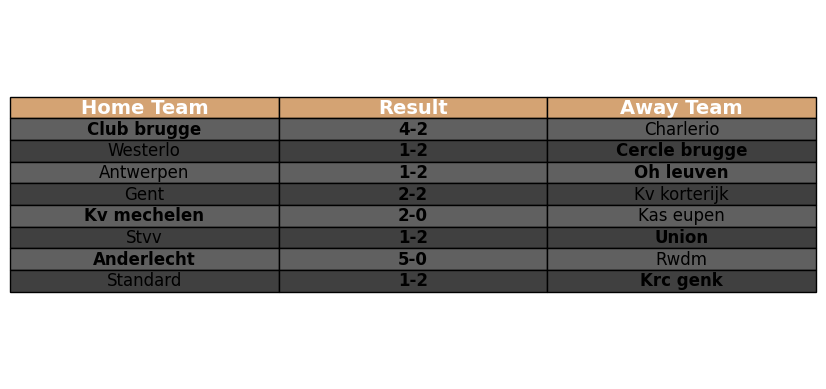 Home Team Result Away Team
Club brugge 4-2 Charlerio
Westerlo 1-2 Cercle brugge
Antwerpen 1-2 Oh leuven
Gent 2-2 Kv korterijk
Kv mechelen 2-0 Kas eupen
Stvv 1-2 Union
Anderlecht 5-0 Rwdm
Standard 1-2 Krc genk